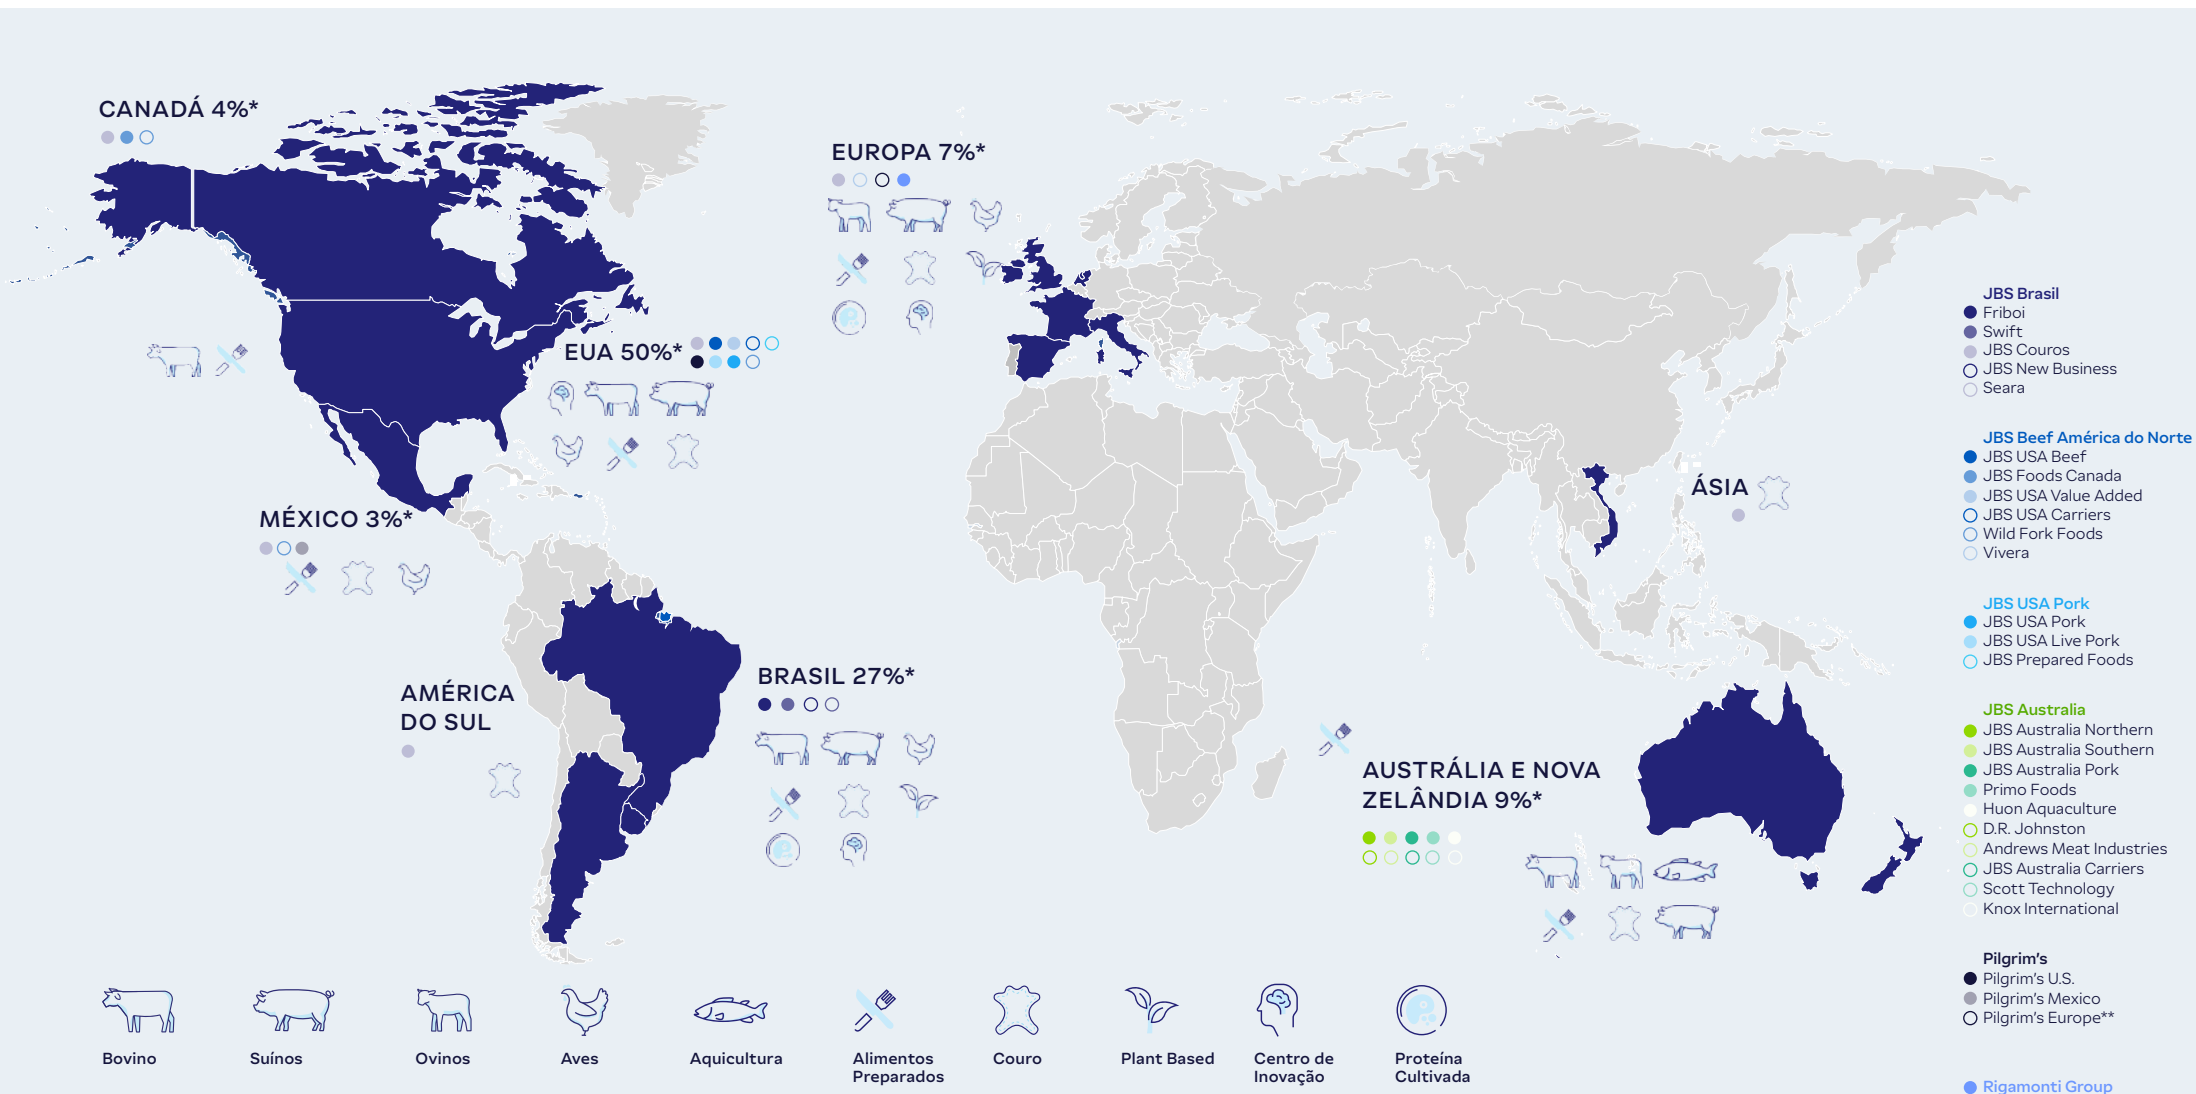 CANADÁ 4%*
EUROPA 7%*
EUA 50%*
MÉXICO 3%*
ÁSIA
BRASIL 27%*
AMÉRICA
DO SUL
AUSTRÁLIA E NOVA
ZELÂNDIA 9%*
JBS Brasil
Friboi
Swift
JBS Couros
JBS New Business
Seara
JBS Beef América do Norte
JBS USA Beef
JBS Foods Canada
JBS USA Value Added
JBS USA Carriers
Wild Fork Foods
Vivera
JBS USA Pork
JBS USA Pork
JBS USA Live Pork
JBS Prepared Foods
JBS Australia
JBS Australia Northern
JBS Australia Southern
JBS Australia Pork
Primo Foods
Huon Aquaculture
D.R. Johnston
Andrews Meat Industries
JBS Australia Carriers
Scott Technology
Knox International
Pilgrim's
Pilgrim's U.S.
Pilgrim's Mexico
Pilgrim's Europe**
Rigamonti Group
Bovino
Suínos
Ovinos
Aves
Aquicultura
Alimentos
Preparados
Couro
Plant Based
Centro de
Inovação
Proteína
Cultivada